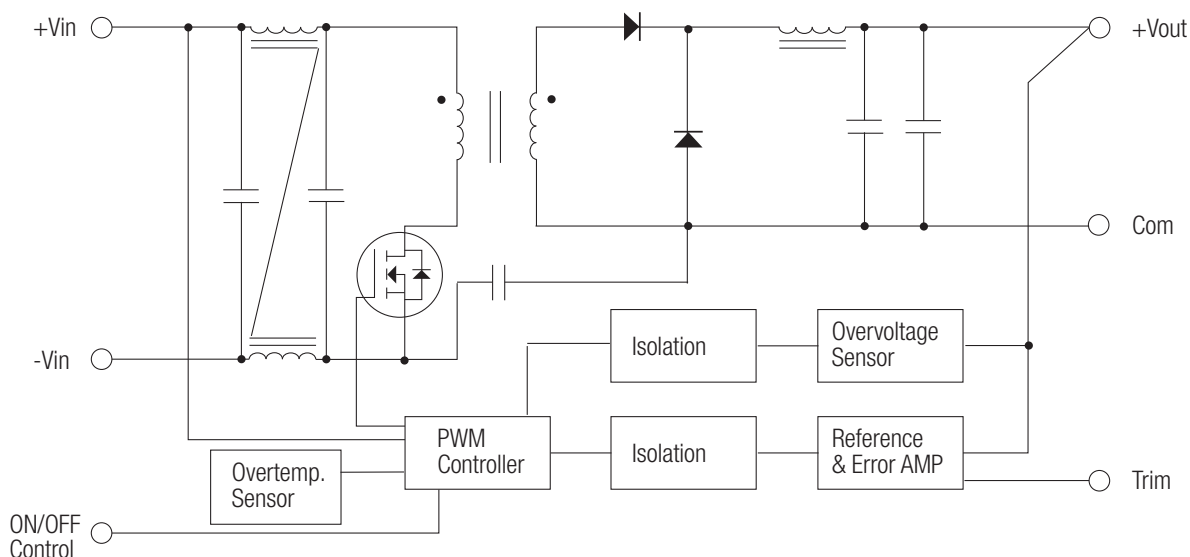 +Vin
+Vout
Com
-Vin
Isolation
Overvoltage
Sensor
PWM
Controller
Isolation
Reference
& Error AMP
Overtemp.
Sensor
Trim
ON/OFF
Control